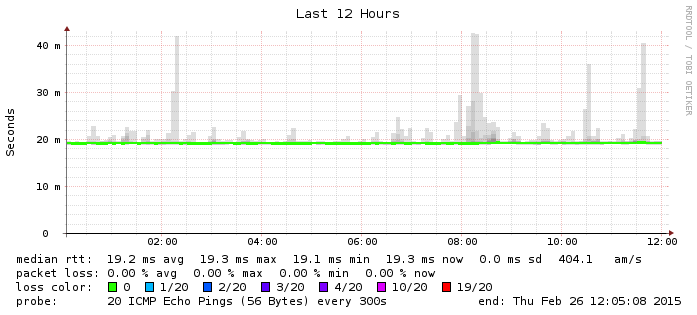 Last 12 Hours
RRDTOOL / TOBI OETIKER
Seconds
40 m
30 m
20 m
10 m
0
02:00 04:00 06:00 08:00 10:00 12:00
median rtt: 19.2 ms avg 19.3 ms max 19.1 ms min 19.3 ms now 0.0 ms sd 404.1 am/s
packet loss: 0.00 % avg 0.00 % max 0.00 % min 0.00 % now
loss color: 0 1/20 2/20 3/20 4/20 10/20 19/20
probe: 20 ICMP Echo Pings (56 Bytes) every 300s end: Thu Feb 26 12:05:08 2015